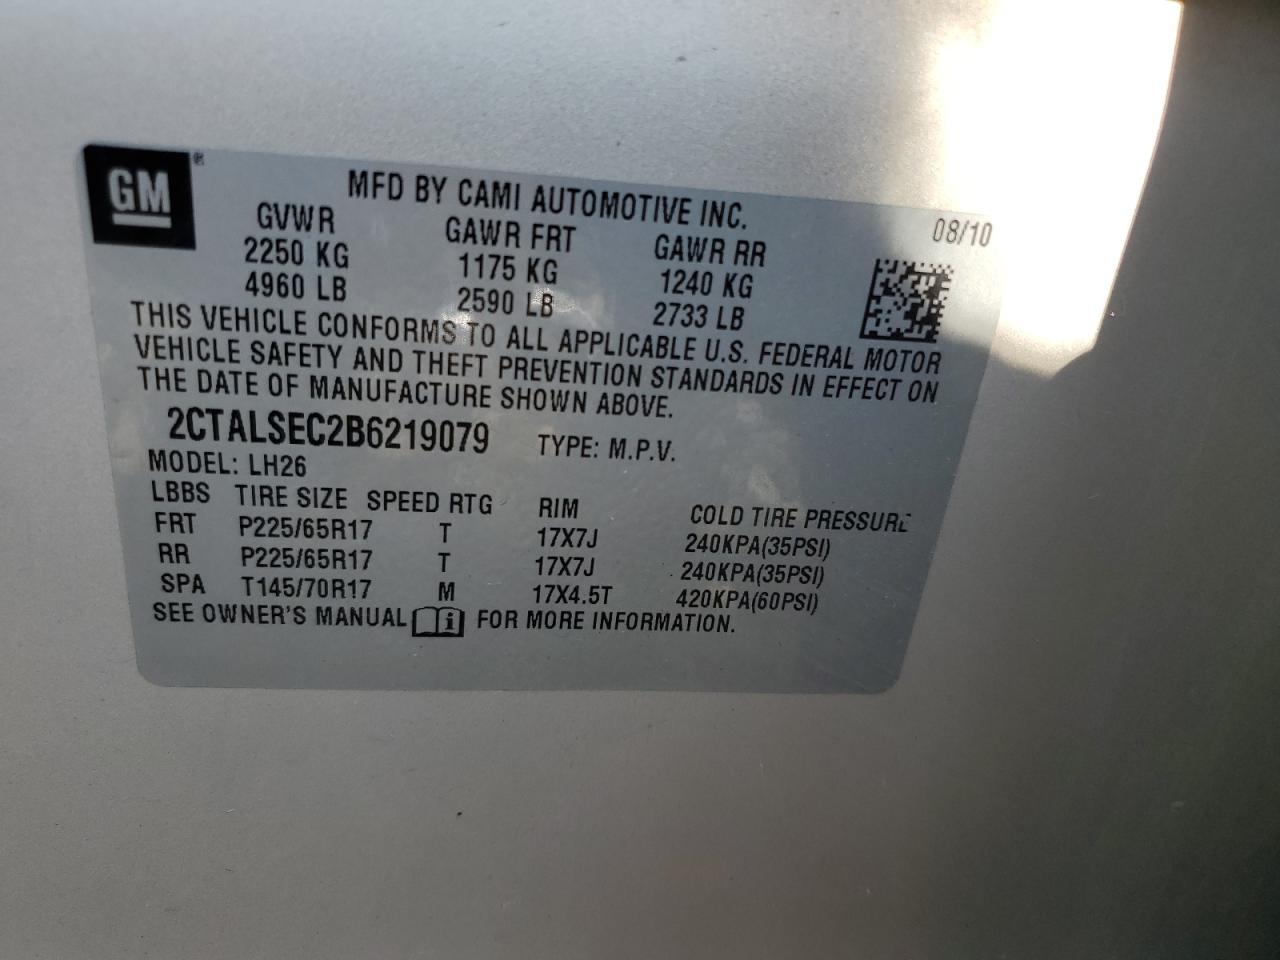 GM ®
MFD BY CAMI AUTOMOTIVE INC.
08/10
GVWR GAWR FRT GAWR RR
2250 KG 1175 KG 1240 KG
4960 LB 2590 LB 2733 LB
THIS VEHICLE CONFORMS TO ALL APPLICABLE U.S. FEDERAL MOTOR
VEHICLE SAFETY AND THEFT PREVENTION STANDARDS IN EFFECT ON
THE DATE OF MANUFACTURE SHOWN ABOVE.
2CTALSEC2B6219079 TYPE: M.P.V.
MODEL: LH26
LBBS TIRE SIZE SPEED RTG RIM COLD TIRE PRESSURE
FRT P225/65R17 T 17X7J 240KPA(35PSI)
RR P225/65R17 T 17X7J 240KPA(35PSI)
SPA T145/70R17 M 17X4.5T 420KPA(60PSI)
SEE OWNER'S MANUAL i FOR MORE INFORMATION.